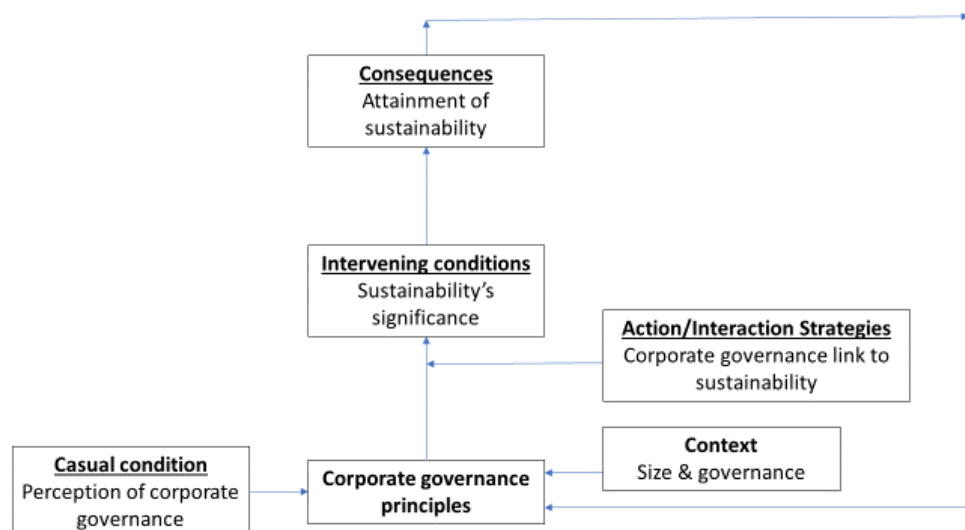 Consequences
Attainment of
sustainability
Intervening conditions
Sustainability's
significance
Action/Interaction Strategies
Corporate governance link to
sustainability
Context
Size & governance
Casual condition
Perception of corporate
governance
Corporate governance
principles